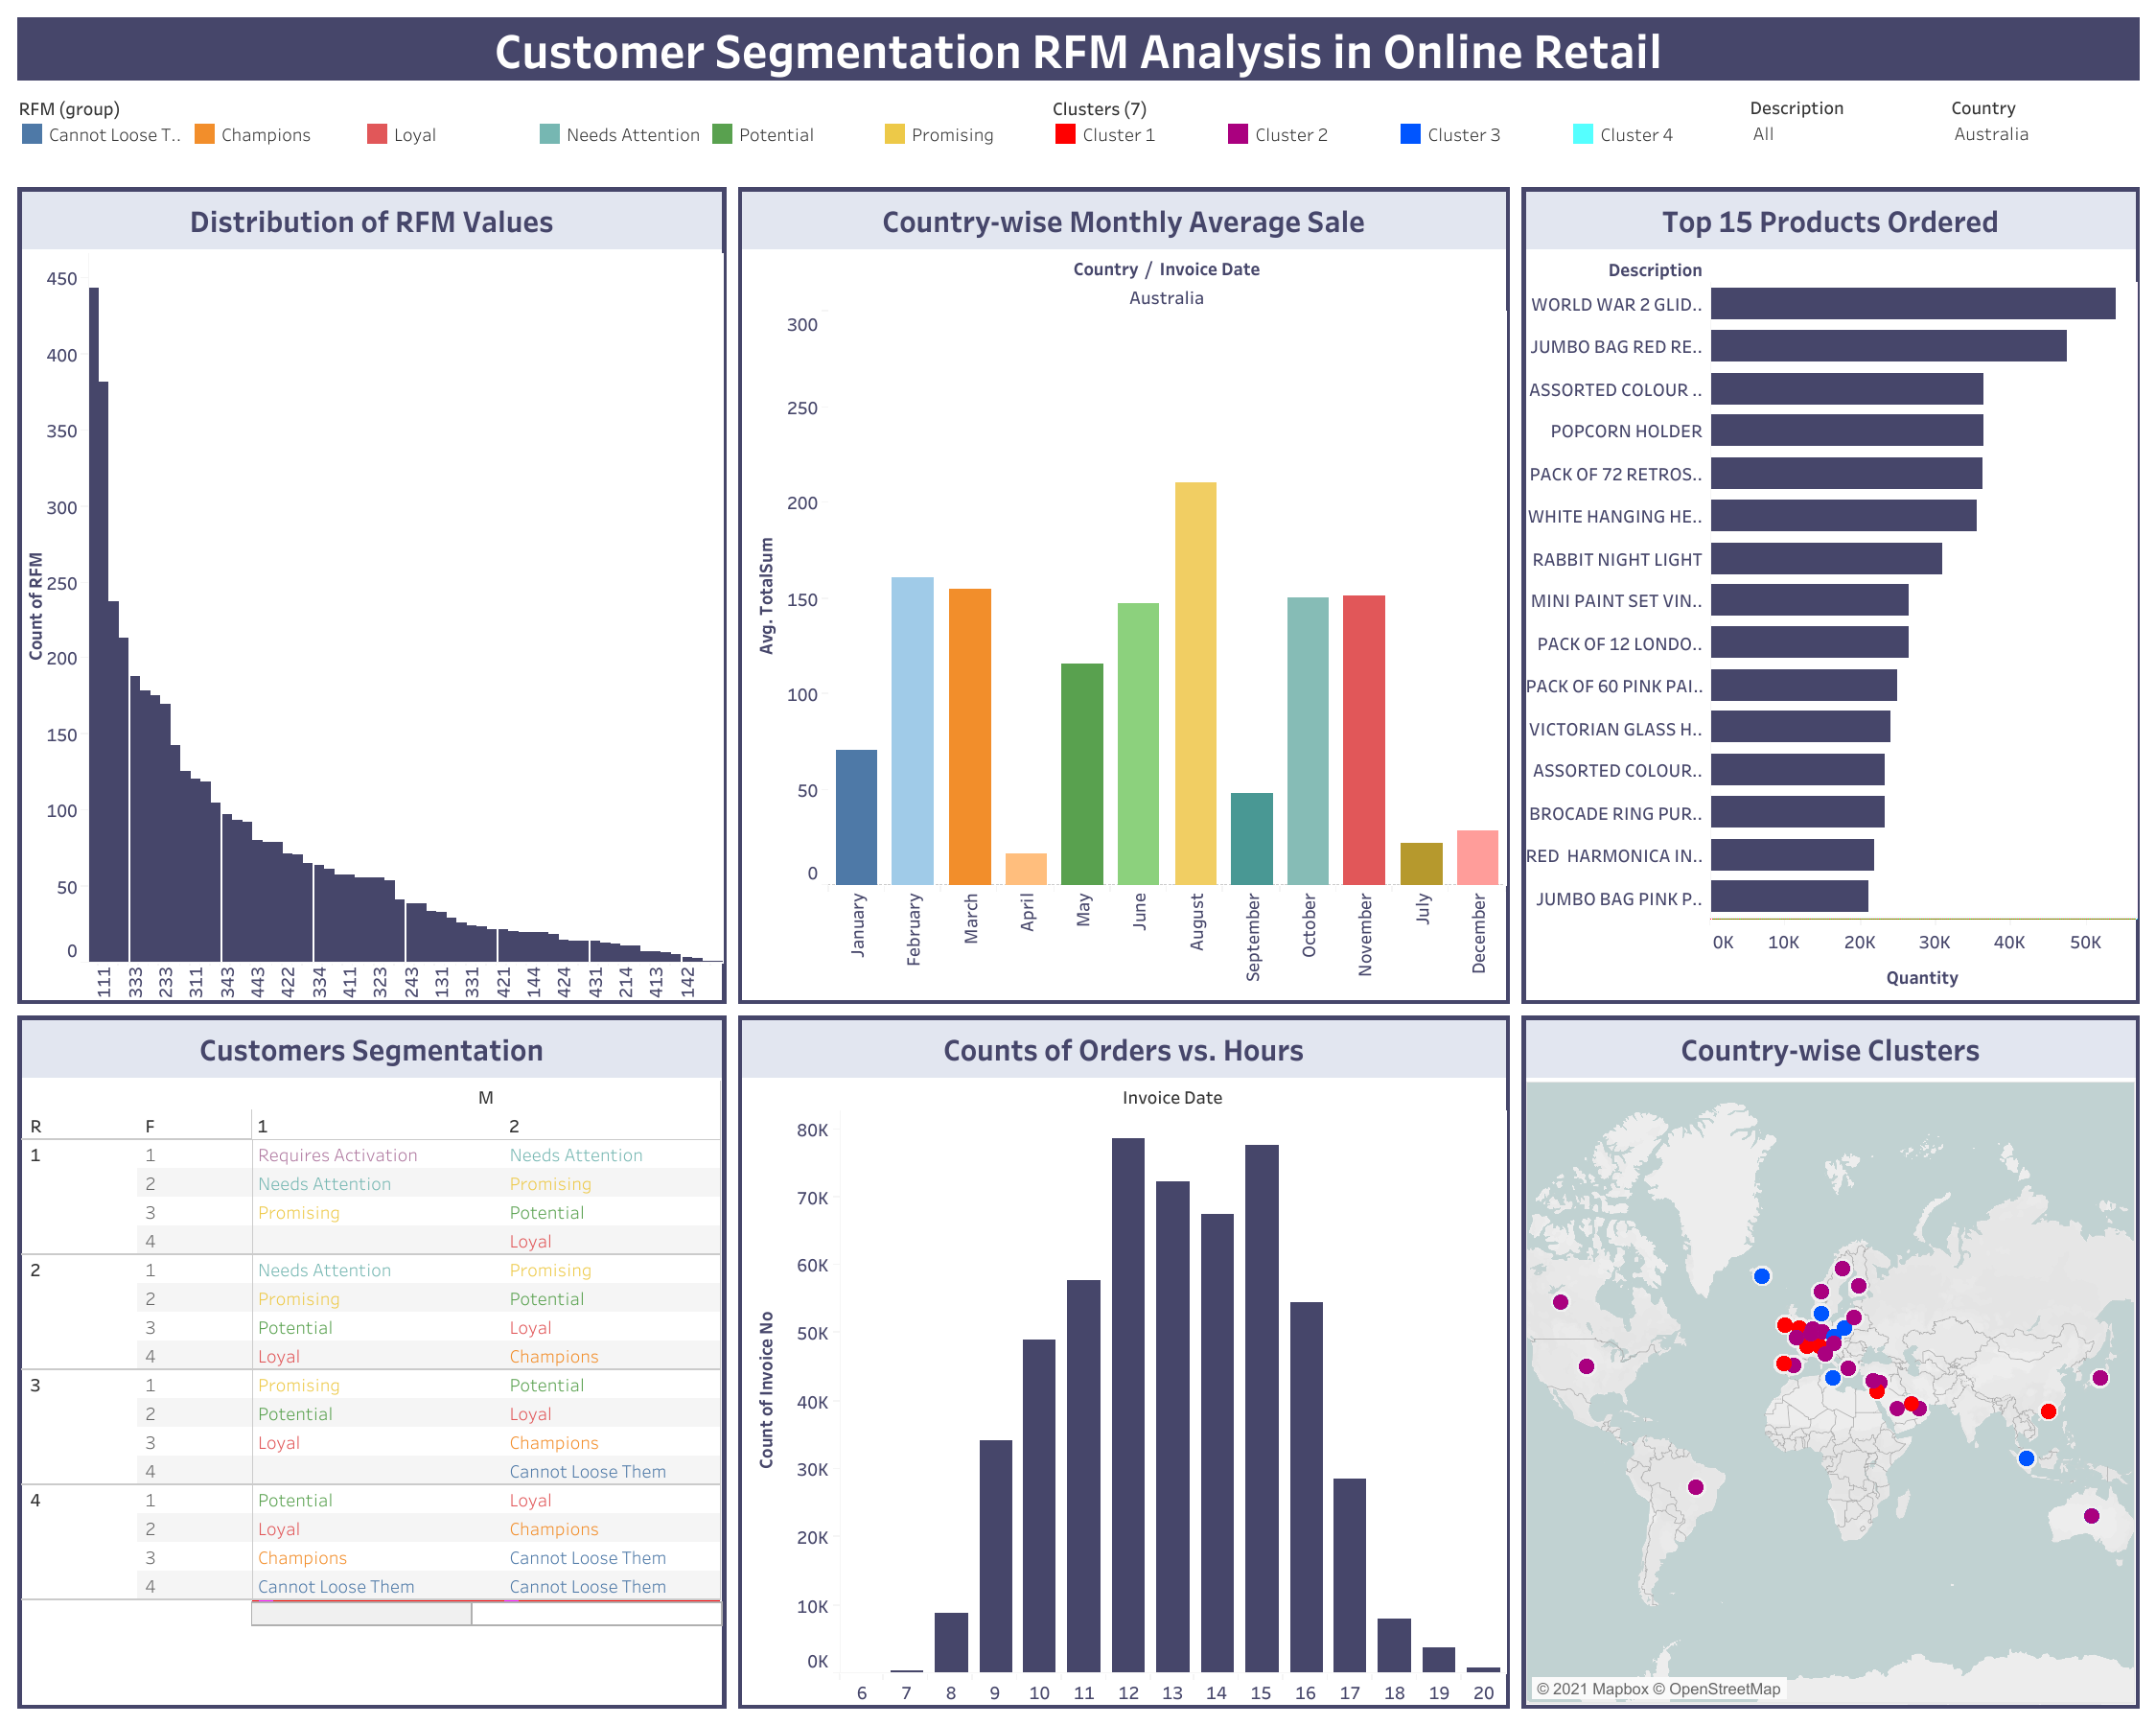 Customer Segmentation RFM Analysis in Online Retail
RFM (group)
Cannot Loose T.. Champions Loyal Needs Attention Potential Promising
Clusters (7)
Cluster 1 Cluster 2 Cluster 3 Cluster 4
Description
All
Country
Australia
Distribution of RFM Values
Count of RFM
450
400
350
300
250
200
150
100
50
0
111 333 233 311 343 443 422 334 411 323 243 131 331 421 144 424 431 214 413 142
Country-wise Monthly Average Sale
Country / Invoice Date
Australia
Avg. TotalSum
300
250
200
150
100
50
0
January February March April May June August September October November July December
Top 15 Products Ordered
Description
WORLD WAR 2 GLID..
JUMBO BAG RED RE..
ASSORTED COLOUR ..
POPCORN HOLDER
PACK OF 72 RETROS..
WHITE HANGING HE..
RABBIT NIGHT LIGHT
MINI PAINT SET VIN..
PACK OF 12 LONDO..
PACK OF 60 PINK PAI..
VICTORIAN GLASS H..
ASSORTED COLOUR..
BROCADE RING PUR..
RED  HARMONICA IN..
JUMBO BAG PINK P..
0K 10K 20K 30K 40K 50K
Quantity
Customers Segmentation
M
R F 1 2
1 1 Requires Activation Needs Attention
2 Needs Attention Promising
3 Promising Potential
4 Loyal
2 1 Needs Attention Promising
2 Promising Potential
3 Potential Loyal
4 Loyal Champions
3 1 Promising Potential
2 Potential Loyal
3 Loyal Champions
4 Cannot Loose Them
4 1 Potential Loyal
2 Loyal Champions
3 Champions Cannot Loose Them
4 Cannot Loose Them Cannot Loose Them
Counts of Orders vs. Hours
Invoice Date
Count of Invoice No
80K
70K
60K
50K
40K
30K
20K
10K
0K
6 7 8 9 10 11 12 13 14 15 16 17 18 19 20
Country-wise Clusters
© 2021 Mapbox © OpenStreetMap